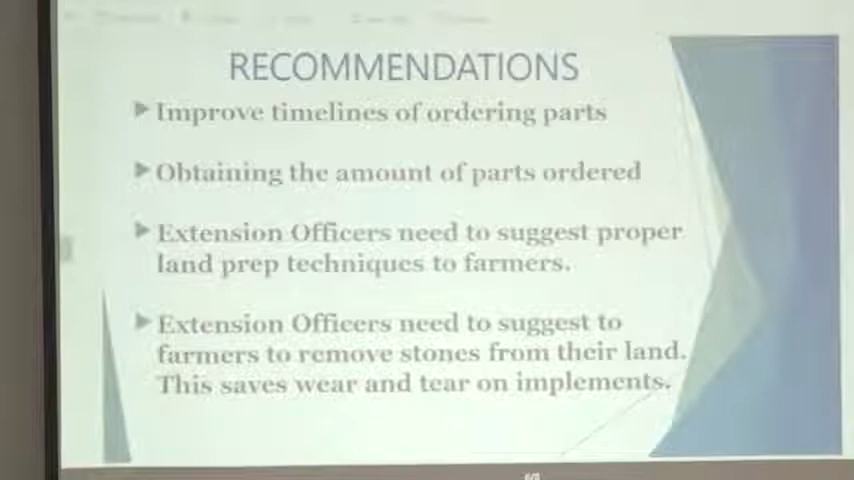 RECOMMENDATIONS
Improve timelines of ordering parts
Obtaining the amount of parts ordered
Extension Officers need to suggest proper
land prep techniques to farmers.
Extension Officers need to suggest to
farmers to remove stones from their land.
This saves wear and tear on implements.